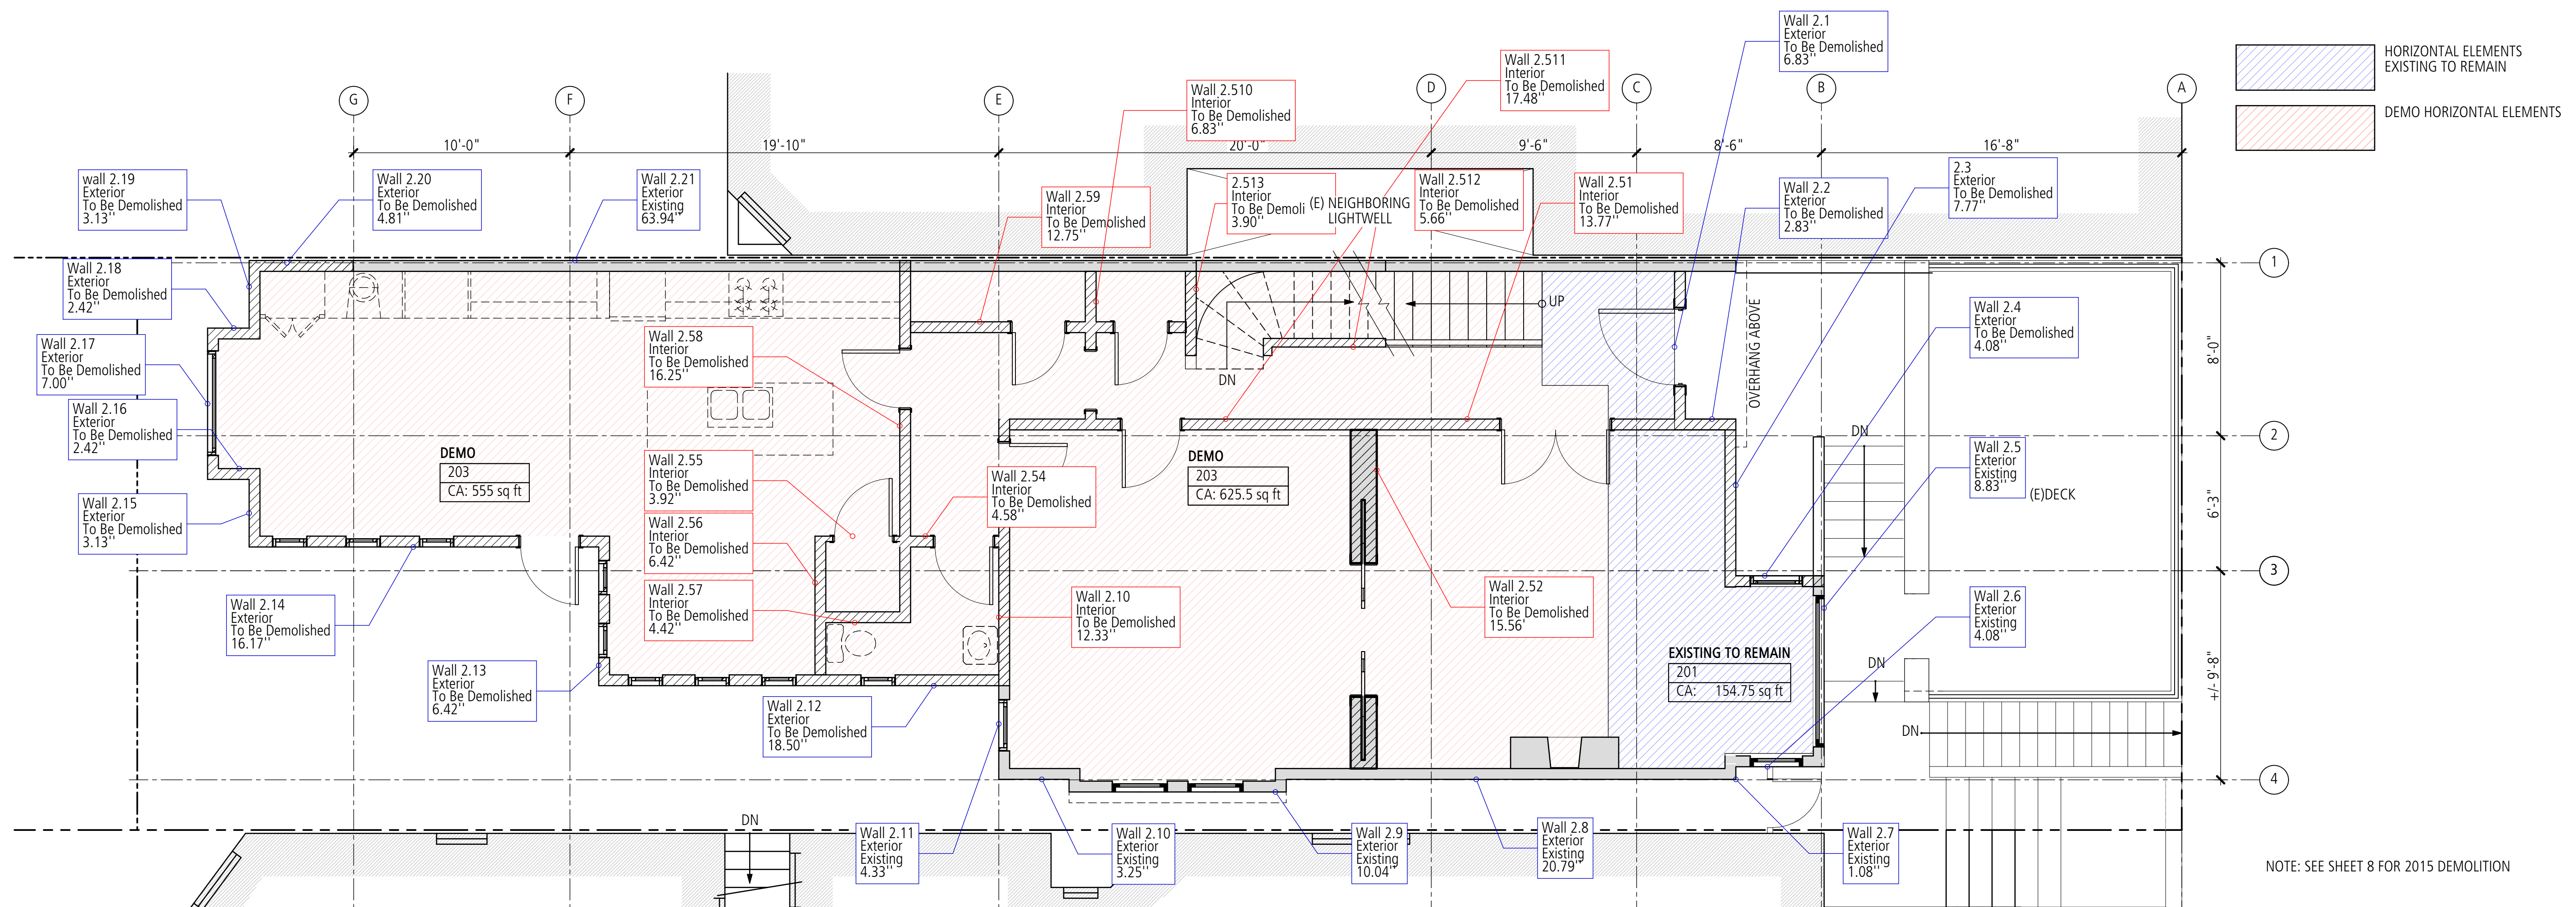 Wall 2.1
Exterior
To Be Demolished
6.83''
HORIZONTAL ELEMENTS
EXISTING TO REMAIN
DEMO HORIZONTAL ELEMENTS
Wall 2.511
Interior
To Be Demolished
17.48''
Wall 2.510
Interior
To Be Demolished
6.83''
G
F
E
D
C
B
A
10'-0"
19'-10"
20'-0"
9'-6"
8'-6"
16'-8"
wall 2.19
Exterior
To Be Demolished
3.13''
Wall 2.20
Exterior
To Be Demolished
4.81''
Wall 2.21
Exterior
Existing
63.94''
Wall 2.59
Interior
To Be Demolished
12.75''
2.513
Interior
To Be Demoli
3.90''
(E) NEIGHBORING
LIGHTWELL
Wall 2.512
Interior
To Be Demolished
5.66''
Wall 2.51
Interior
To Be Demolished
13.77''
Wall 2.2
Exterior
To Be Demolished
2.83''
2.3
Exterior
To Be Demolished
7.77''
Wall 2.18
Exterior
To Be Demolished
2.42''
Wall 2.17
Exterior
To Be Demolished
7.00''
Wall 2.16
Exterior
To Be Demolished
2.42''
Wall 2.15
Exterior
To Be Demolished
3.13''
Wall 2.58
Interior
To Be Demolished
16.25''
UP
DN
OVERHANG ABOVE
Wall 2.4
Exterior
To Be Demolished
4.08''
1
8'-0"
2
6'-3"
3
+/- 9'-8"
4
DN
Wall 2.5
Exterior
Existing
8.83''
(E)DECK
DEMO
203
CA: 555 sq ft
Wall 2.55
Interior
To Be Demolished
3.92''
Wall 2.56
Interior
To Be Demolished
6.42''
Wall 2.57
Interior
To Be Demolished
4.42''
Wall 2.54
Interior
To Be Demolished
4.58''
DEMO
203
CA: 625.5 sq ft
Wall 2.10
Interior
To Be Demolished
12.33''
Wall 2.52
Interior
To Be Demolished
15.56'
Wall 2.6
Exterior
Existing
4.08''
EXISTING TO REMAIN
201
CA: 154.75 sq ft
DN
DN
Wall 2.14
Exterior
To Be Demolished
16.17''
Wall 2.13
Exterior
To Be Demolished
6.42''
Wall 2.12
Exterior
To Be Demolished
18.50''
DN
Wall 2.11
Exterior
Existing
4.33''
Wall 2.10
Exterior
Existing
3.25''
Wall 2.9
Exterior
Existing
10.04''
Wall 2.8
Exterior
Existing
20.79''
Wall 2.7
Exterior
Existing
1.08''
NOTE: SEE SHEET 8 FOR 2015 DEMOLITION